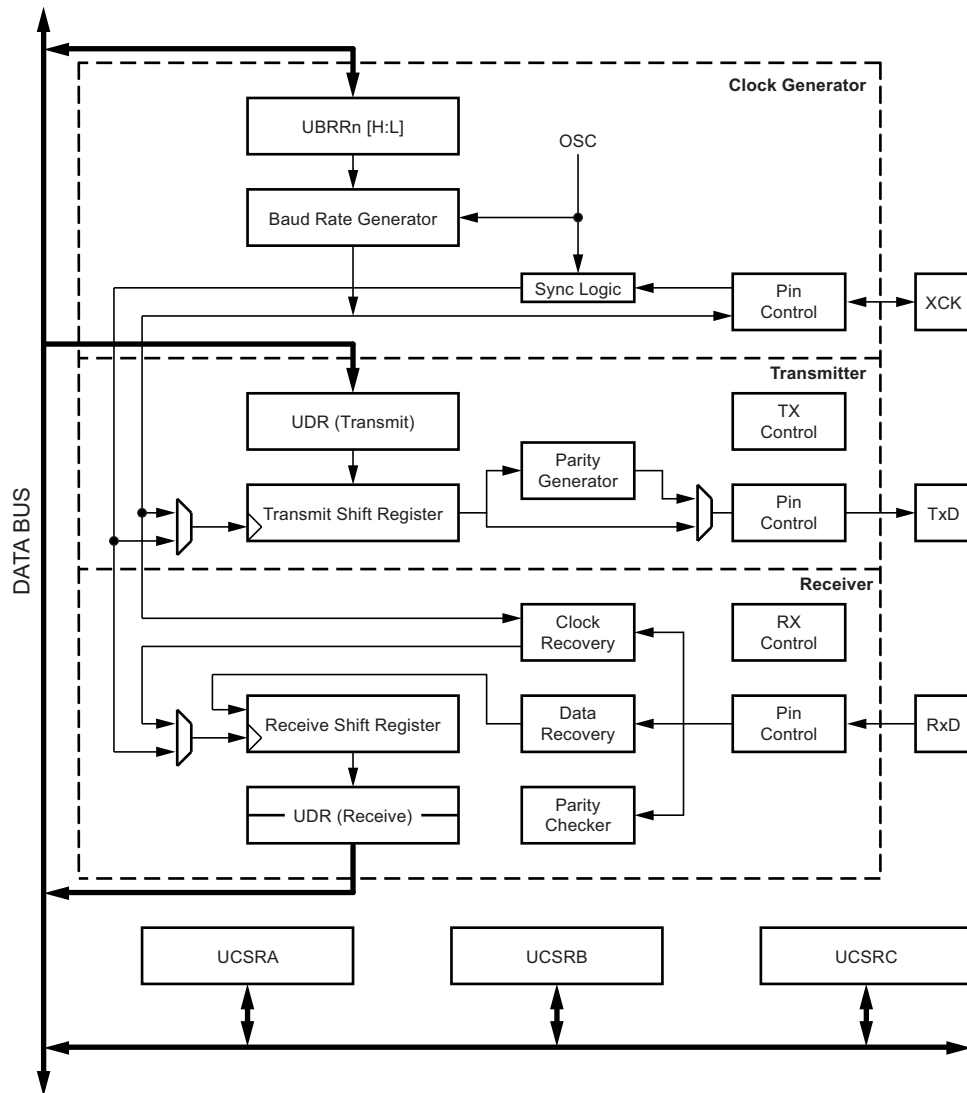 Clock Generator
UBRRn [H:L]
OSC
Baud Rate Generator
Sync Logic
Pin
Control
XCK
Transmitter
UDR (Transmit)
TX
Control
Parity
Generator
Transmit Shift Register
Pin
Control
TxD
DATA BUS
Receiver
Clock
Recovery
RX
Control
Receive Shift Register
Data
Recovery
Pin
Control
RxD
UDR (Receive)
Parity
Checker
UCSRA
UCSRB
UCSRC